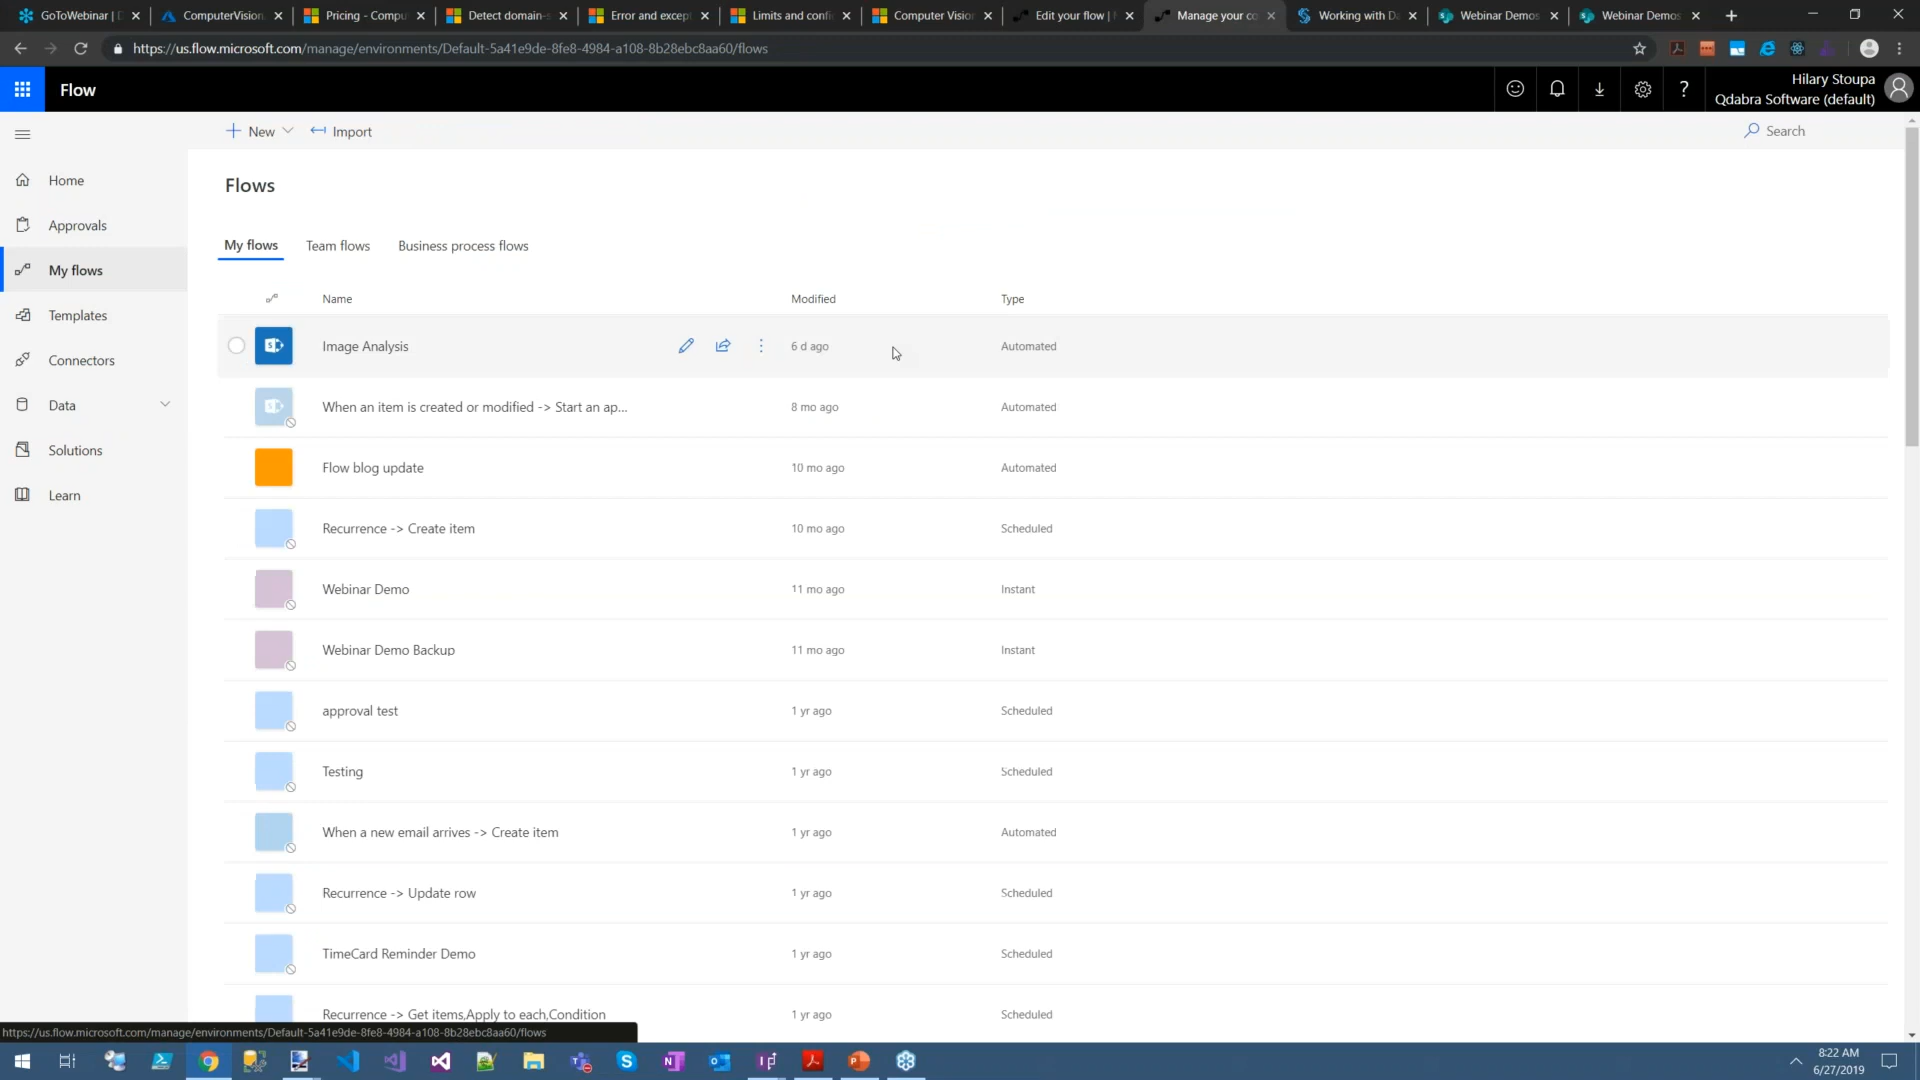 GoToWebinar | D
ComputerVision
Pricing - Compu
Detect domain-s
Error and except
Limits and confi
Computer Vision
Edit your flow | M
Manage your co
Working with Da
Webinar Demos
Webinar Demos
https://us.flow.microsoft.com/manage/environments/Default-5a41e9de-8fe8-4984-a108-8b28ebc8aa60/flows
Flow
Hilary Stoupa
Qdabra Software (default)
New
Import
Search
Home
Approvals
My flows
Templates
Connectors
Data
Solutions
Learn
Flows
My flows Team flows Business process flows
Name Modified Type
Image Analysis 6 d ago Automated
When an item is created or modified -> Start an ap... 8 mo ago Automated
Flow blog update 10 mo ago Automated
Recurrence -> Create item 10 mo ago Scheduled
Webinar Demo 11 mo ago Instant
Webinar Demo Backup 11 mo ago Instant
approval test 1 yr ago Scheduled
Testing 1 yr ago Scheduled
When a new email arrives -> Create item 1 yr ago Automated
Recurrence -> Update row 1 yr ago Scheduled
TimeCard Reminder Demo 1 yr ago Scheduled
Recurrence -> Get items,Apply to each,Condition 1 yr ago Scheduled
https://us.flow.microsoft.com/manage/environments/Default-5a41e9de-8fe8-4984-a108-8b28ebc8aa60/flows
8:22 AM
6/27/2019